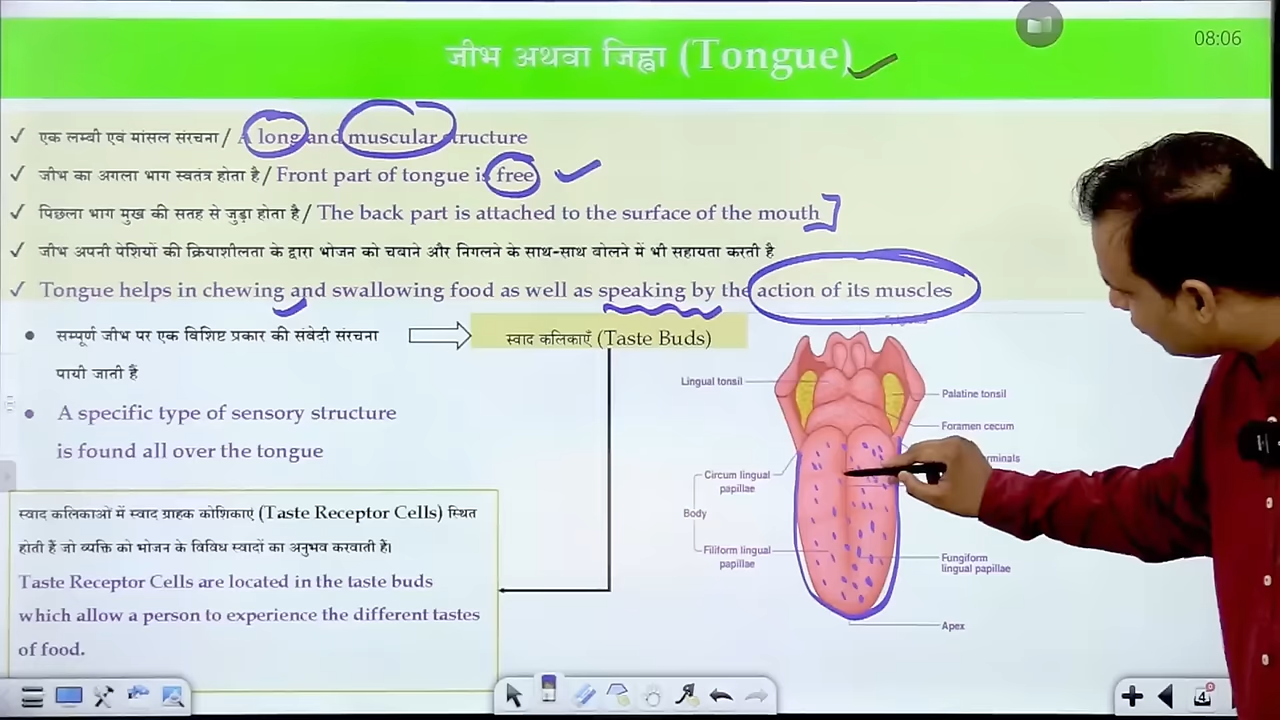 जीभ अथवा जिह्वा (Tongue)
08:06
✓ एक लम्बी एवं मांसल संरचना / A long and muscular structure
✓ जीभ का अगला भाग स्वतंत्र होता है / Front part of tongue is free
✓ पिछला भाग मुख की सतह से जुड़ा होता है / The back part is attached to the surface of the mouth
✓ जीभ अपनी पेशियों की क्रियाशीलता के द्वारा भोजन को चबाने और निगलने के साथ-साथ बोलने में भी सहायता करती है
✓ Tongue helps in chewing and swallowing food as well as speaking by the action of its muscles
• सम्पूर्ण जीभ पर एक विशिष्ट प्रकार की संवेदी संरचना
पायी जाती हैं
• A specific type of sensory structure
is found all over the tongue
स्वाद कलिकाएँ (Taste Buds)
स्वाद कलिकाओं में स्वाद ग्राहक कोशिकाएं (Taste Receptor Cells) स्थित
होती हैं जो व्यक्ति को भोजन के विविध स्वादों का अनुभव करवाती हैं।
Taste Receptor Cells are located in the taste buds
which allow a person to experience the different tastes
of food.
Lingual tonsil
Palatine tonsil
Foramen cecum
Circum lingual
papillae
Body
Filiform lingual
papillae
Fungiform
lingual papillae
Apex
4